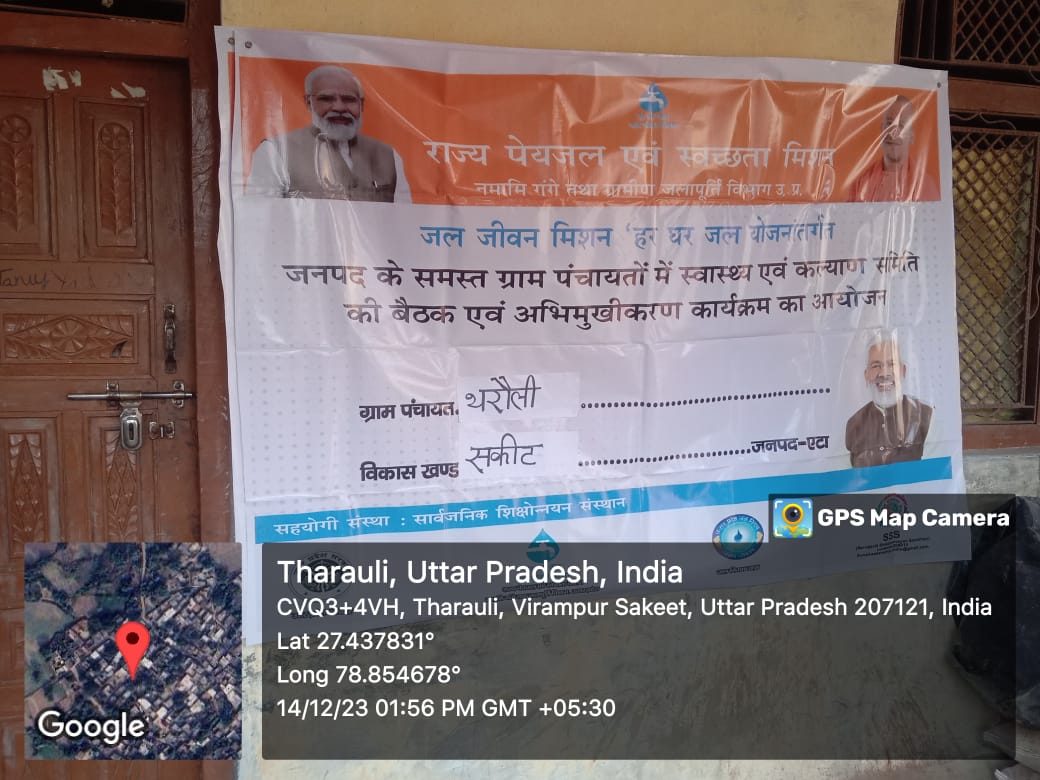 राज्य पेयजल एवं स्वच्छता मिशन
नमामि गंगे तथा ग्रामीण जलापूर्ति विभाग उ. प्र.
जल जीवन मिशन 'हर घर जल योजनांतर्गत
जनपद के समस्त ग्राम पंचायतों में स्वास्थ्य एवं कल्याण समिति
की बैठक एवं अभिमुखीकरण कार्यक्रम का आयोजन
ग्राम पंचायत. थरौली ................................
विकास खण्ड सकीट ................................जनपद-एटा
सहयोगी संस्था : सार्वजनिक शिक्षोन्नयन संस्थान
SSS
GPS Map Camera
Tharauli, Uttar Pradesh, India
CVQ3+4VH, Tharauli, Virampur Sakeet, Uttar Pradesh 207121, India
Lat 27.437831°
Long 78.854678°
14/12/23 01:56 PM GMT +05:30
Google